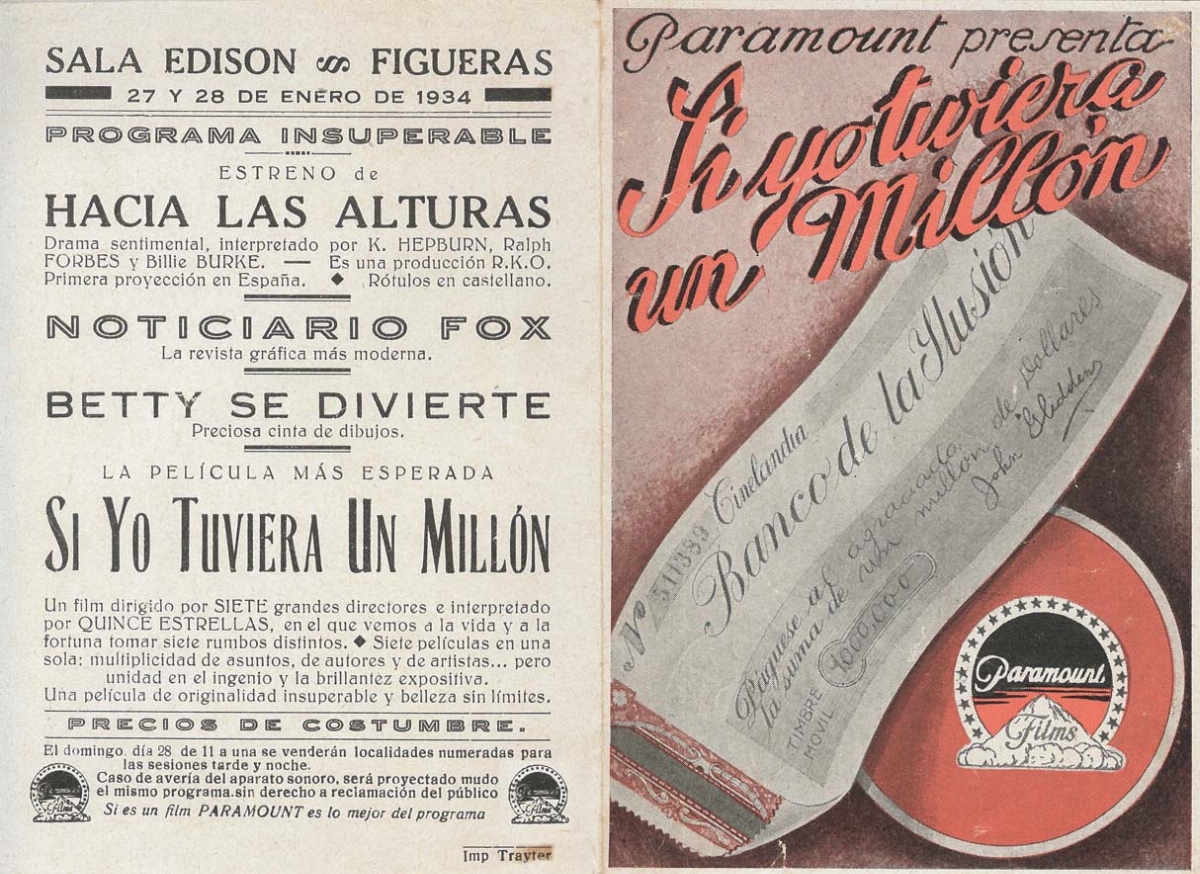 SALA EDISON FIGUERAS
27 Y 28 DE ENERO DE 1934
PROGRAMA INSUPERABLE
ESTRENO de
HACIA LAS ALTURAS
Drama sentimental, interpretado por K. HEPBURN, Ralph
FORBES y Billie BURKE. — Es una producción R.K.O.
Primera proyección en España. ◆ Rótulos en castellano.
NOTICIARIO FOX
La revista gráfica más moderna.
BETTY SE DIVIERTE
Preciosa cinta de dibujos.
LA PELÍCULA MÁS ESPERADA
SI YO TUVIERA UN MILLÓN
Un film dirigido por SIETE grandes directores e interpretado
por QUINCE ESTRELLAS, en el que vemos a la vida y a la
fortuna tomar siete rumbos distintos. ◆ Siete películas en una
sola: multiplicidad de asuntos, de autores y de artistas... pero
unidad en el ingenio y la brillantez expositiva.
Una película de originalidad insuperable y belleza sin límites.
PRECIOS DE COSTUMBRE.
El domingo, día 28 de 11 a una se venderán localidades numeradas para
las sesiones tarde y noche.
Caso de avería del aparato sonoro, será proyectado mudo
el mismo programa.sin derecho a reclamación del público
Si es un film PARAMOUNT es lo mejor del programa
Imp Trayter
Paramount presenta
Si yo tuviera
un Millón
Nº 511389 Cinelandia
Banco de la Ilusión
Páguese al agraciado
la suma de un millón de Dollares
1000.000
John Glidden
TIMBRE
MOVIL
Paramount
Films